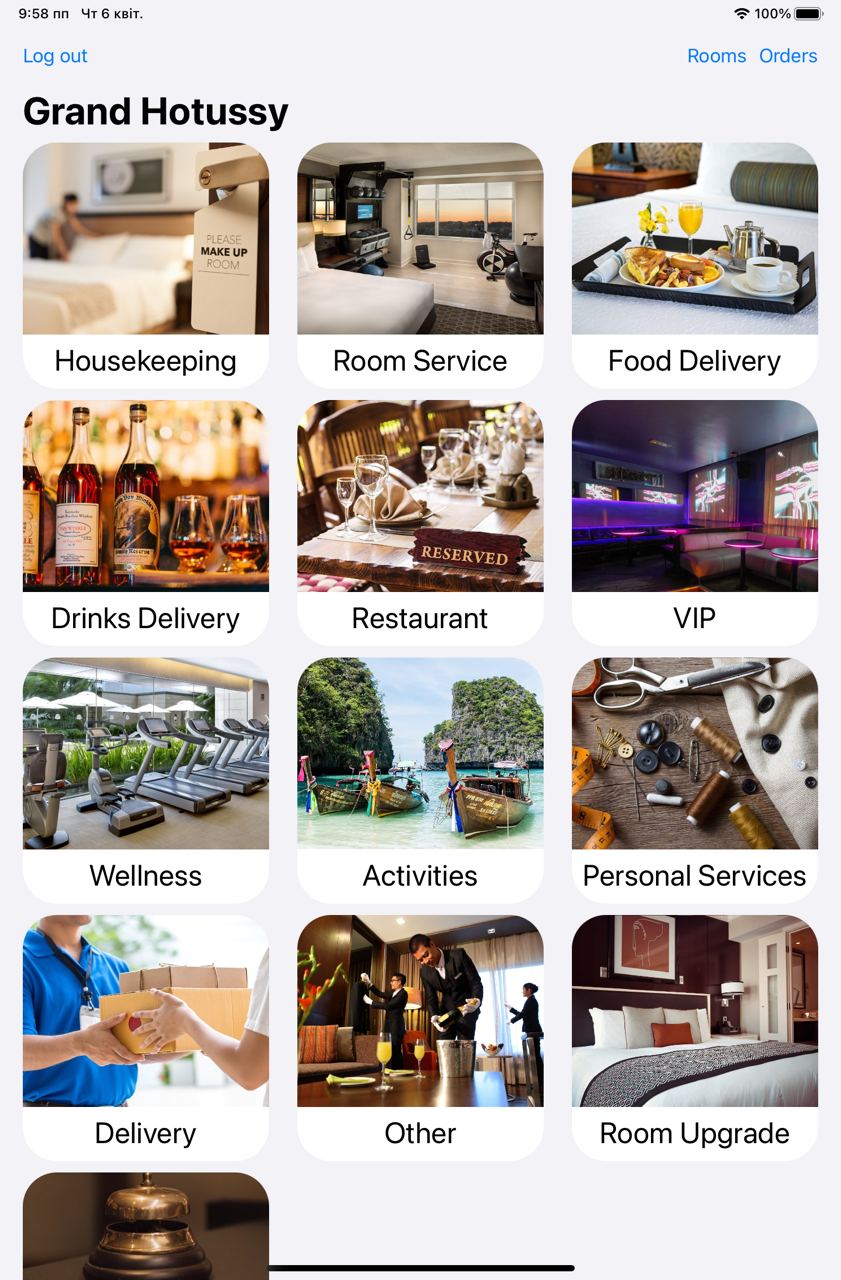 9:58 пп Чт 6 квіт.
100%
Log out
Rooms Orders
Grand Hotussy
PLEASE
MAKE UP
ROOM
Housekeeping
Room Service
Food Delivery
Drinks Delivery
RESERVED
Restaurant
VIP
Wellness
Activities
Personal Services
Delivery
Other
Room Upgrade